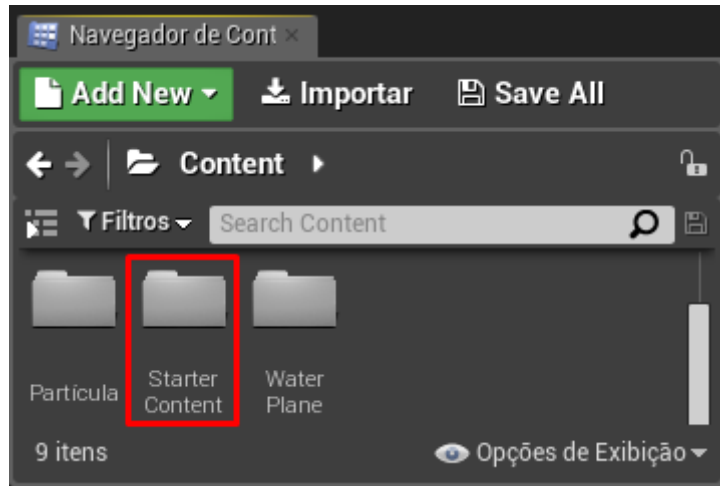 Navegador de Cont
Add New Importar Save All
Content
Filtros Search Content
Partícula Starter Content Water Plane
9 itens Opções de Exibição